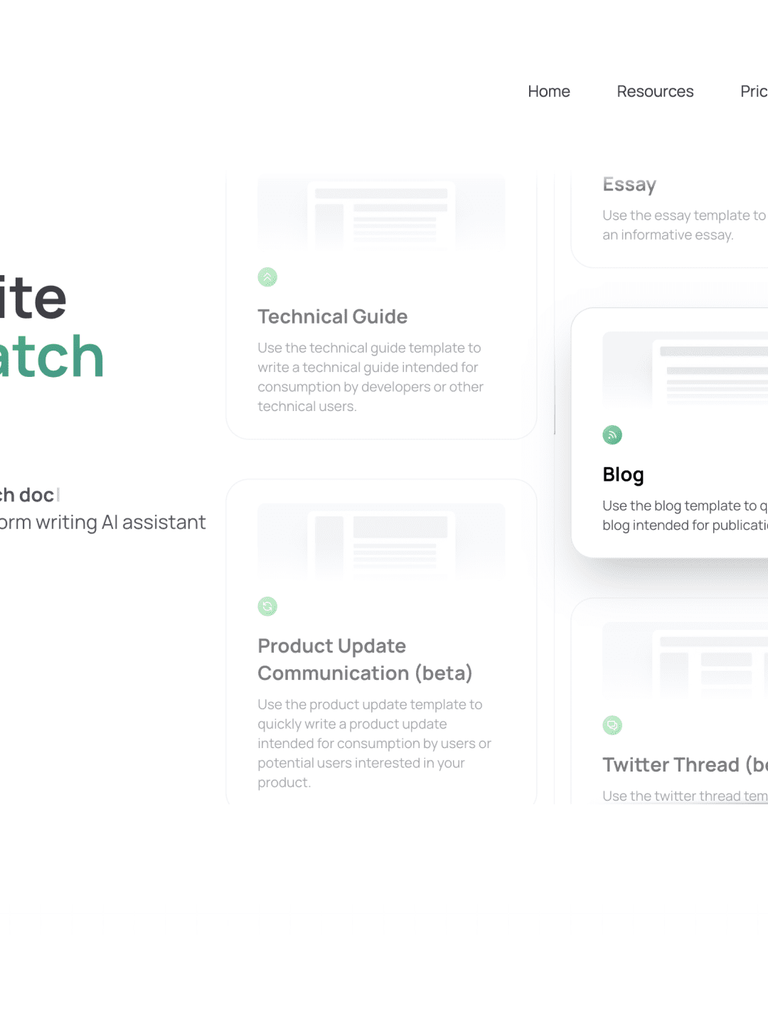 Home Resources Pric
ite
atch
ch doc
orm writing AI assistant
Technical Guide
Use the technical guide template to
write a technical guide intended for
consumption by developers or other
technical users.
Product Update
Communication (beta)
Use the product update template to
quickly write a product update
intended for consumption by users or
potential users interested in your
product.
Essay
Use the essay template to
an informative essay.
Blog
Use the blog template to q
blog intended for publicati
Twitter Thread (be
Use the twitter thread tem